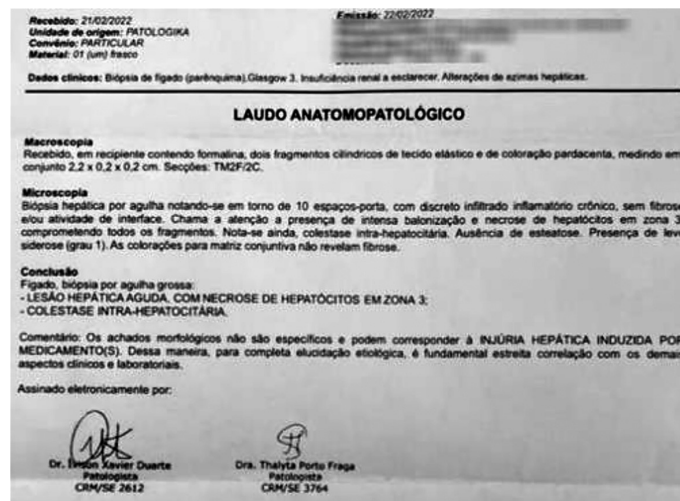 Recebido: 21/02/2022
Emissão: 22/02/2022
Unidade de origem: PATOLOGIKA
Convênio: PARTICULAR
Material: 01 (um) frasco
Dados clínicos: Biópsia de fígado (parênquima),Glasgow 3. Insuficiência renal a esclarecer. Alterações de ezimas hepáticas.
LAUDO ANATOMOPATOLÓGICO
Macroscopia
Recebido, em recipiente contendo formalina, dois fragmentos cilíndricos de tecido elástico e de coloração pardacenta, medindo em
conjunto 2,2 x 0,2 x 0,2 cm. Secções: TM2F/2C.
Microscopia
Biópsia hepática por agulha notando-se em torno de 10 espaços-porta, com discreto infiltrado inflamatório crônico, sem fibrose
e/ou atividade de interface. Chama a atenção a presença de intensa balonização e necrose de hepatócitos em zona 3,
comprometendo todos os fragmentos. Nota-se ainda, colestase intra-hepatocitária. Ausência de esteatose. Presença de leve
siderose (grau 1). As colorações para matriz conjuntiva não revelam fibrose.
Conclusão
Fígado, biópsia por agulha grossa:
- LESÃO HEPÁTICA AGUDA, COM NECROSE DE HEPATÓCITOS EM ZONA 3;
- COLESTASE INTRA-HEPATOCITÁRIA.
Comentário: Os achados morfológicos não são específicos e podem corresponder à INJÚRIA HEPÁTICA INDUZIDA POR
MEDICAMENTO(S). Dessa maneira, para completa elucidação etiológica, é fundamental estreita correlação com os demais
aspectos clínicos e laboratoriais.
Assinado eletronicamente por:
Dr. Xavier Duarte
Dra. Thalyta Porto Fraga
Patologista
Patologista
CRM/SE 2612
CRM/SE 3764